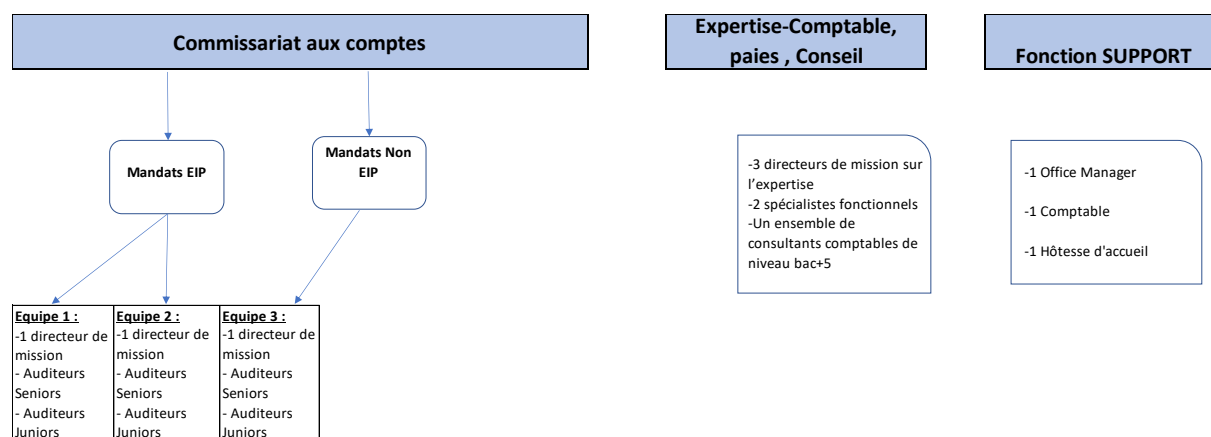 Commissariat aux comptes
Expertise-Comptable,
paies , Conseil
Fonction SUPPORT
Mandats EIP
Mandats Non
EIP
-3 directeurs de mission sur
l’expertise
-2 spécialistes fonctionnels
-Un ensemble de
consultants comptables de
niveau bac+5
-1 Office Manager
-1 Comptable
-1 Hôtesse d'accueil
Equipe 1 :
-1 directeur de
mission
- Auditeurs
Seniors
- Auditeurs
Juniors
Equipe 2 :
-1 directeur de
mission
- Auditeurs
Seniors
- Auditeurs
Juniors
Equipe 3 :
-1 directeur de
mission
- Auditeurs
Seniors
- Auditeurs
Juniors